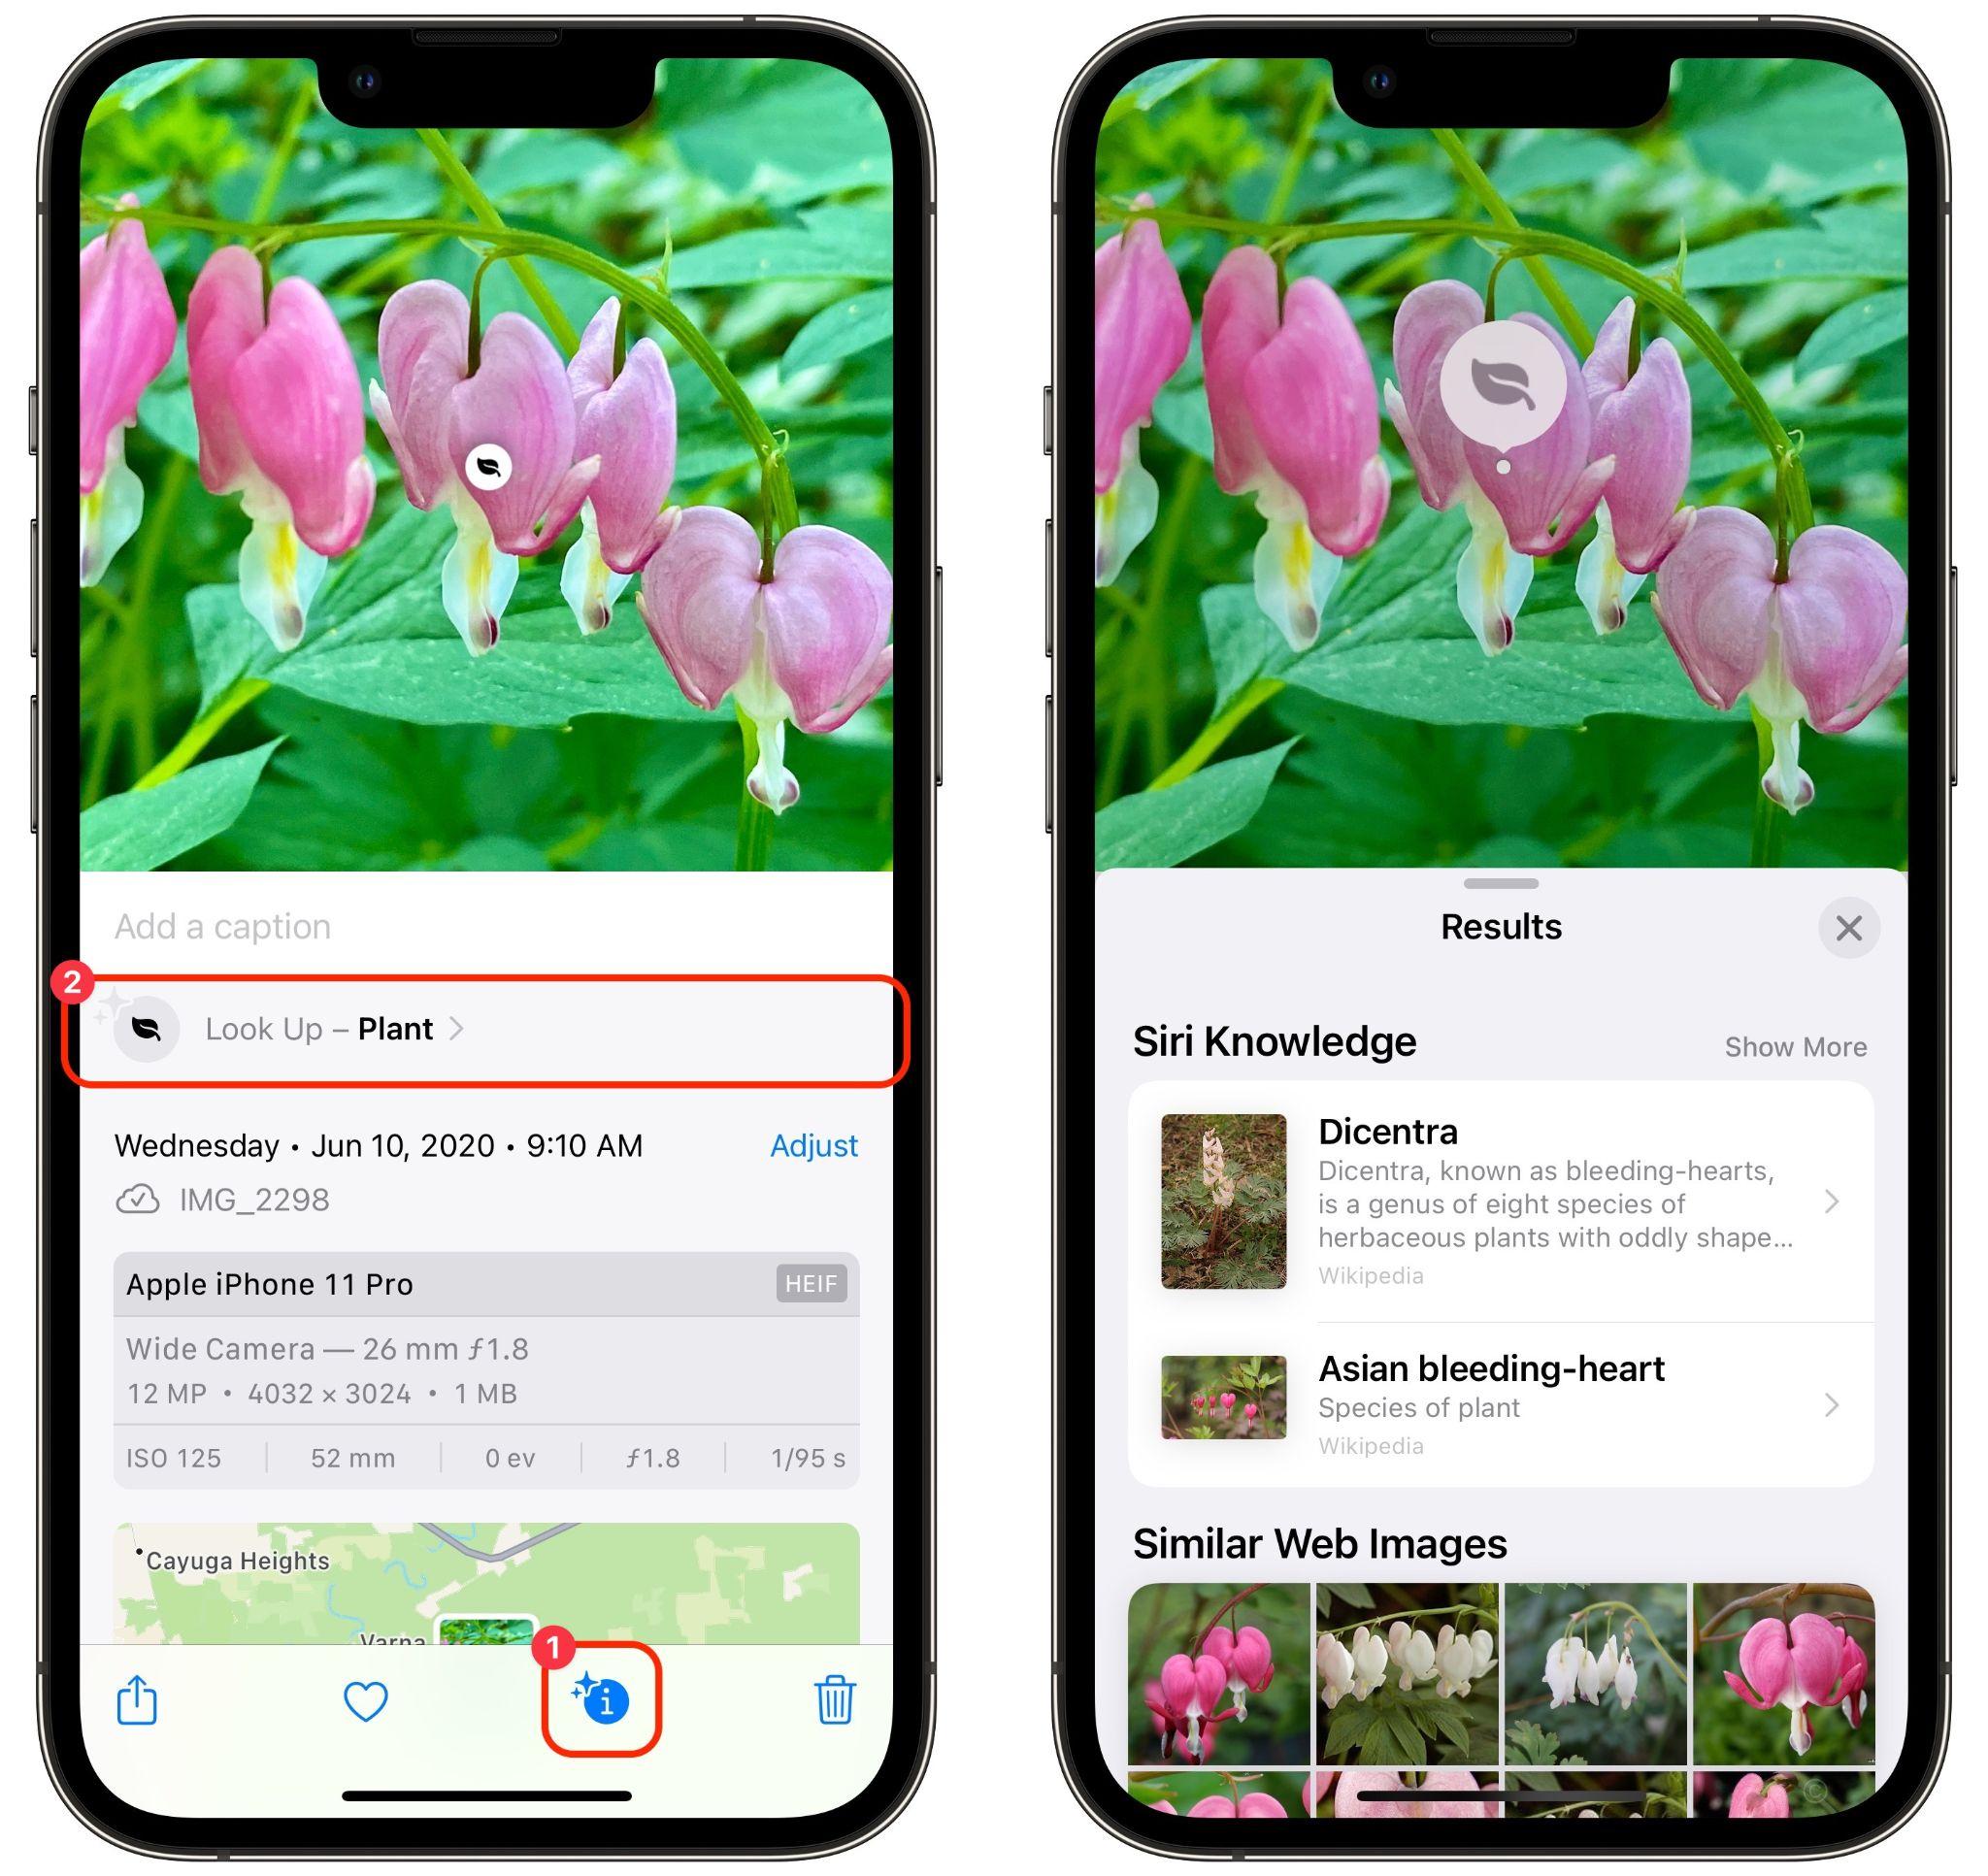 Add a caption
2
Look Up – Plant
Wednesday • Jun 10, 2020 • 9:10 AM
Adjust
IMG_2298
Apple iPhone 11 Pro
HEIF
Wide Camera — 26 mm ƒ1.8
12 MP • 4032 × 3024 • 1 MB
ISO 125
52 mm
0 ev
ƒ1.8
1/95 s
Cayuga Heights
Varna
1
Results
Siri Knowledge
Show More
Dicentra
Dicentra, known as bleeding-hearts,
is a genus of eight species of
herbaceous plants with oddly shape...
Wikipedia
Asian bleeding-heart
Species of plant
Wikipedia
Similar Web Images